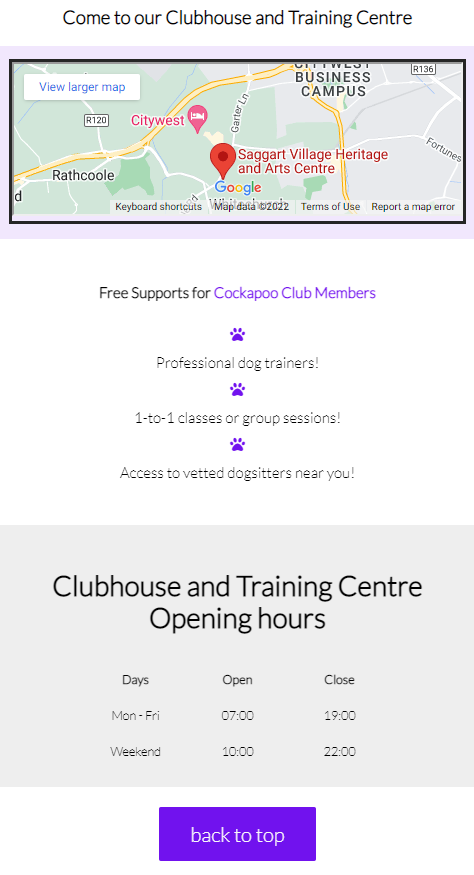 Come to our Clubhouse and Training Centre
CITYWEST
BUSINESS
CAMPUS
R136
View larger map
Garter Ln
R120
Citywest
Fortunes
Saggart Village Heritage
and Arts Centre
Rathcoole
d
Google
Keyboard shortcuts
Map data ©2022
Terms of Use
Report a map error
Free Supports for Cockapoo Club Members
Professional dog trainers!
1-to-1 classes or group sessions!
Access to vetted dogsitters near you!
Clubhouse and Training Centre
Opening hours
Days Open Close
Mon - Fri 07:00 19:00
Weekend 10:00 22:00
back to top